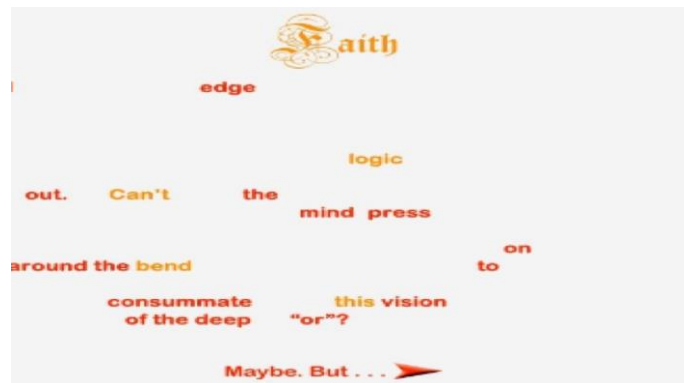 Faith
edge
logic
out. Can't the
mind press
on
around the bend to
consummate this vision
of the deep "or"?
Maybe. But . . .